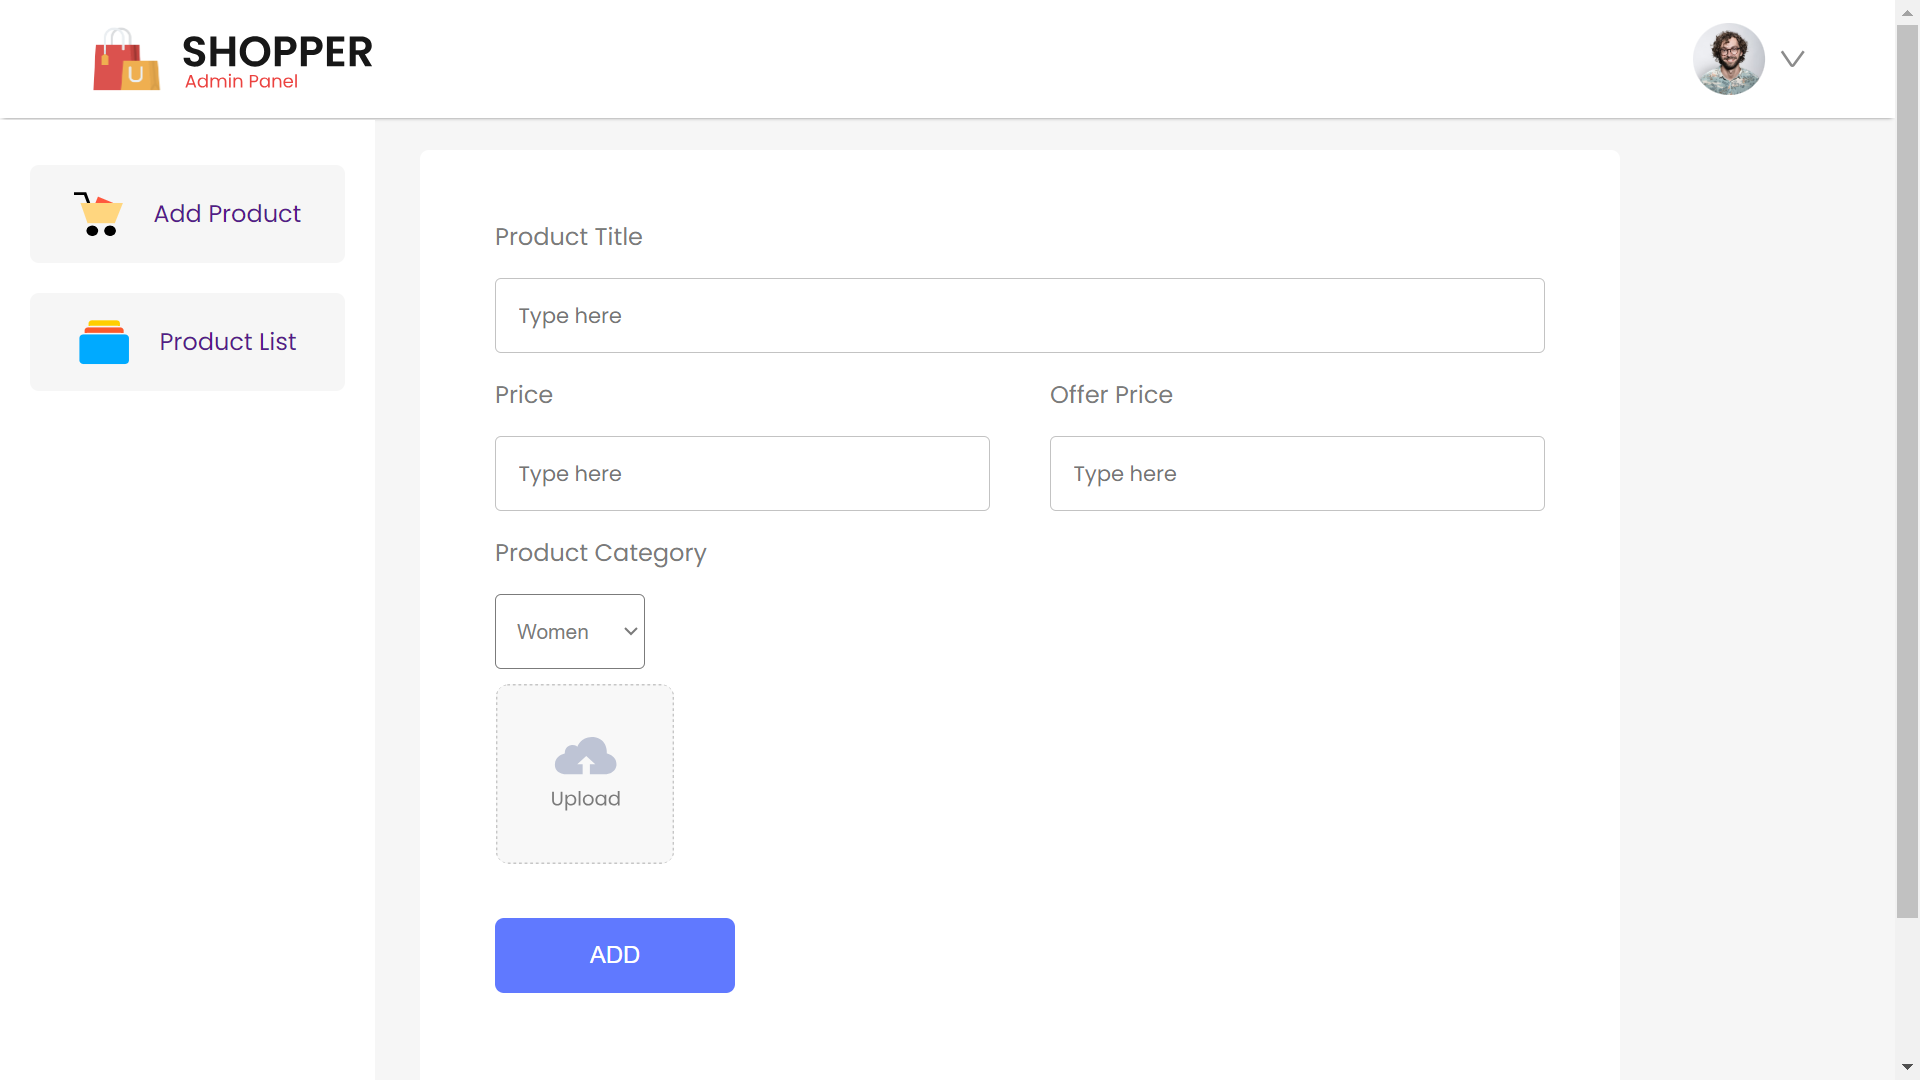 SHOPPER
Admin Panel
U
Add Product
Product List
Product Title
Type here
Price
Offer Price
Type here
Type here
Product Category
Women
Upload
ADD